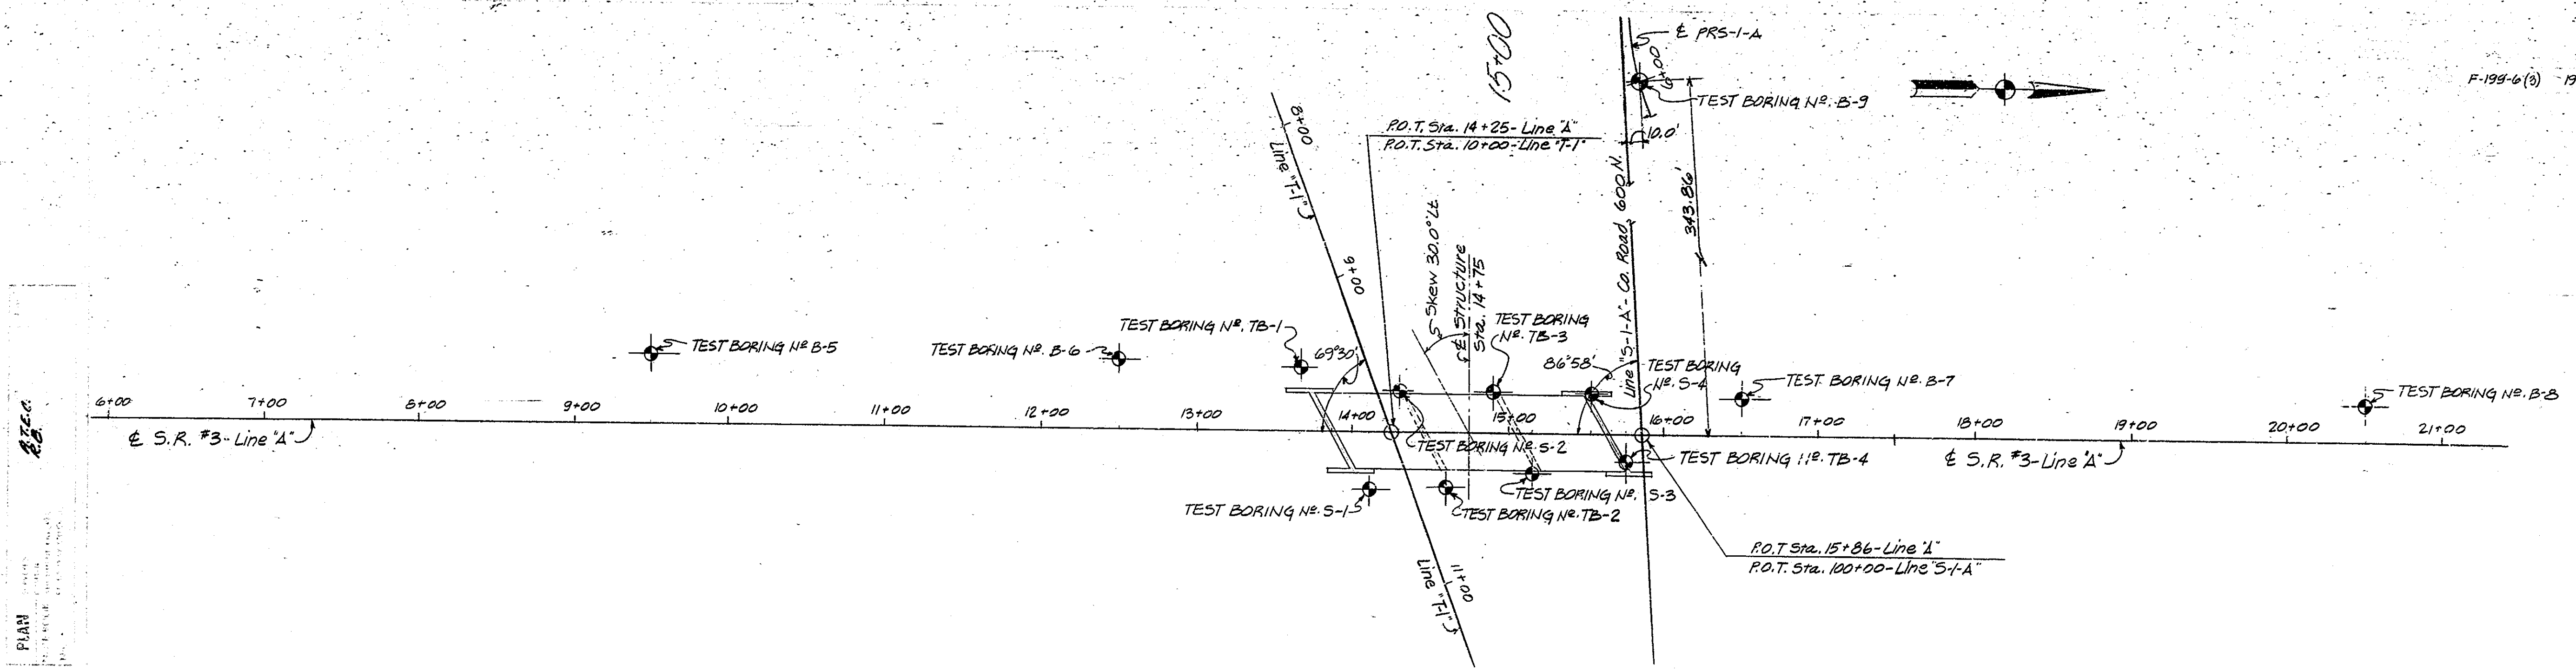 15+00
℄ PRS-1-A
6+00
F-199-6(3) 19
TEST BORING Nº. B-9
8+00
P.O.T. Sta. 14+25-Line "A"
P.O.T. Sta. 10+00-Line "T-1"
10.0'
Line "T-1"
Line "S-1-A"- Co. Road 600 N.
343.86'
9+00
Skew 30.0° Lt.
℄ Structure
Sta. 14+75
TEST BORING Nº. TB-1
TEST BORING
Nº. TB-3
TEST BORING Nº B-5
TEST BORING Nº. B-6
69°30'
86°58'
TEST BORING
Nº. S-4
TEST BORING Nº. B-7
TEST BORING Nº. B-8
6+00
7+00
8+00
9+00
10+00
11+00
12+00
13+00
14+00
15+00
16+00
17+00
18+00
19+00
20+00
21+00
℄ S.R. #3-Line "A"
TEST BORING Nº. S-2
TEST BORING Nº. TB-4
℄ S.R. #3-Line "A"
TEST BORING Nº. S-3
TEST BORING Nº. S-1
TEST BORING Nº. TB-2
P.O.T Sta. 15+86-Line "A"
P.O.T. Sta. 100+00-Line "S-1-A"
11+00
Line "T-1"
PLAN